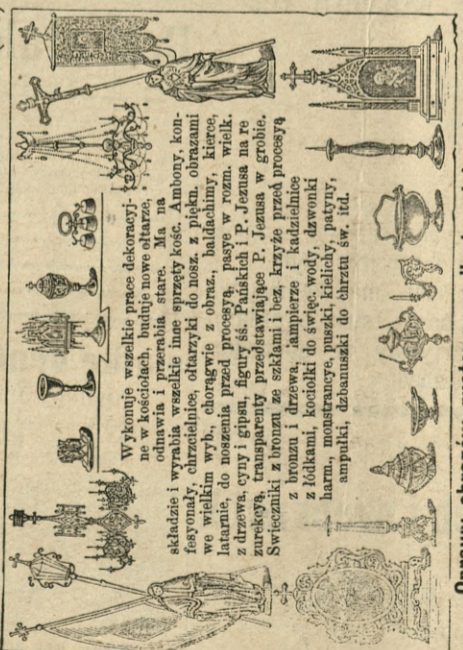 Wykonuje wszelkie prace dekoracyj-
ne w kościołach, buduje nowe ołtarze,
odnawia i przerabia stare. Ma na
składzie i wyrabia wszelkie inne sprzęty kośc. Ambony, kon-
fesyonały, chrzcielnice, ołtarzyki do nosz. z piękn. obrazami
we wielkim wyb., chorągwie z obraz., baldachimy, kierce,
latarnie, do noszenia przed procesyą, pasye w rozm. wielk.
z drzewa, cyny i gipsu, figury śś. Pańskich i P. Jezusa na re
zurekcyą, transparenty przedstawiające P. Jezusa w grobie.
Swieczniki z bronzu ze szkłami i bez, krzyże przed procesyą
z bronzu i drzewa, lampierze i kadzielnice
z łódkami, kociołki do święc. wody, dzwonki
harm., monstrancye, puszki, kielichy, patyny,
ampułki, dzbanuszki do chrztu św. itd.